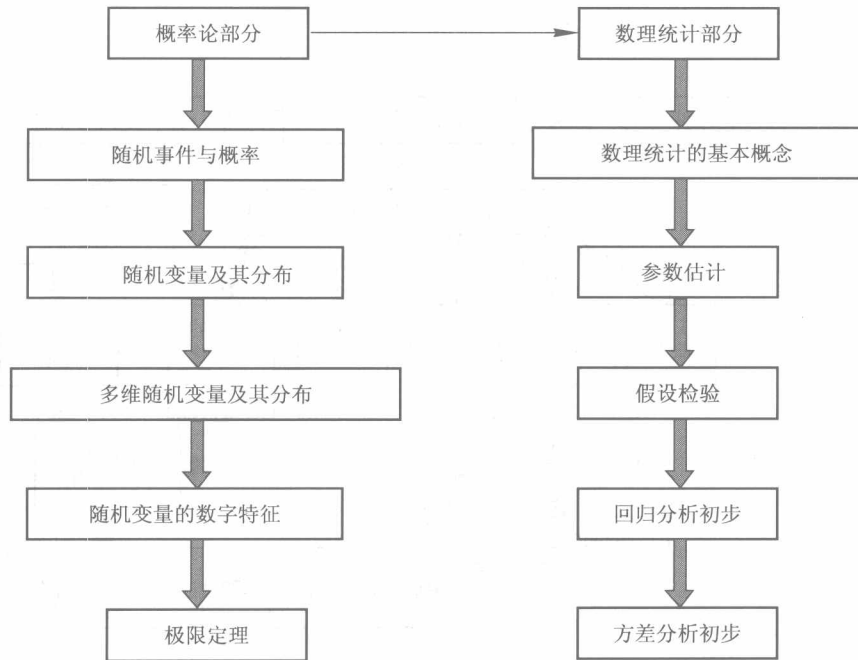 概率论部分
数理统计部分
随机事件与概率
数理统计的基本概念
随机变量及其分布
参数估计
多维随机变量及其分布
假设检验
随机变量的数字特征
回归分析初步
极限定理
方差分析初步